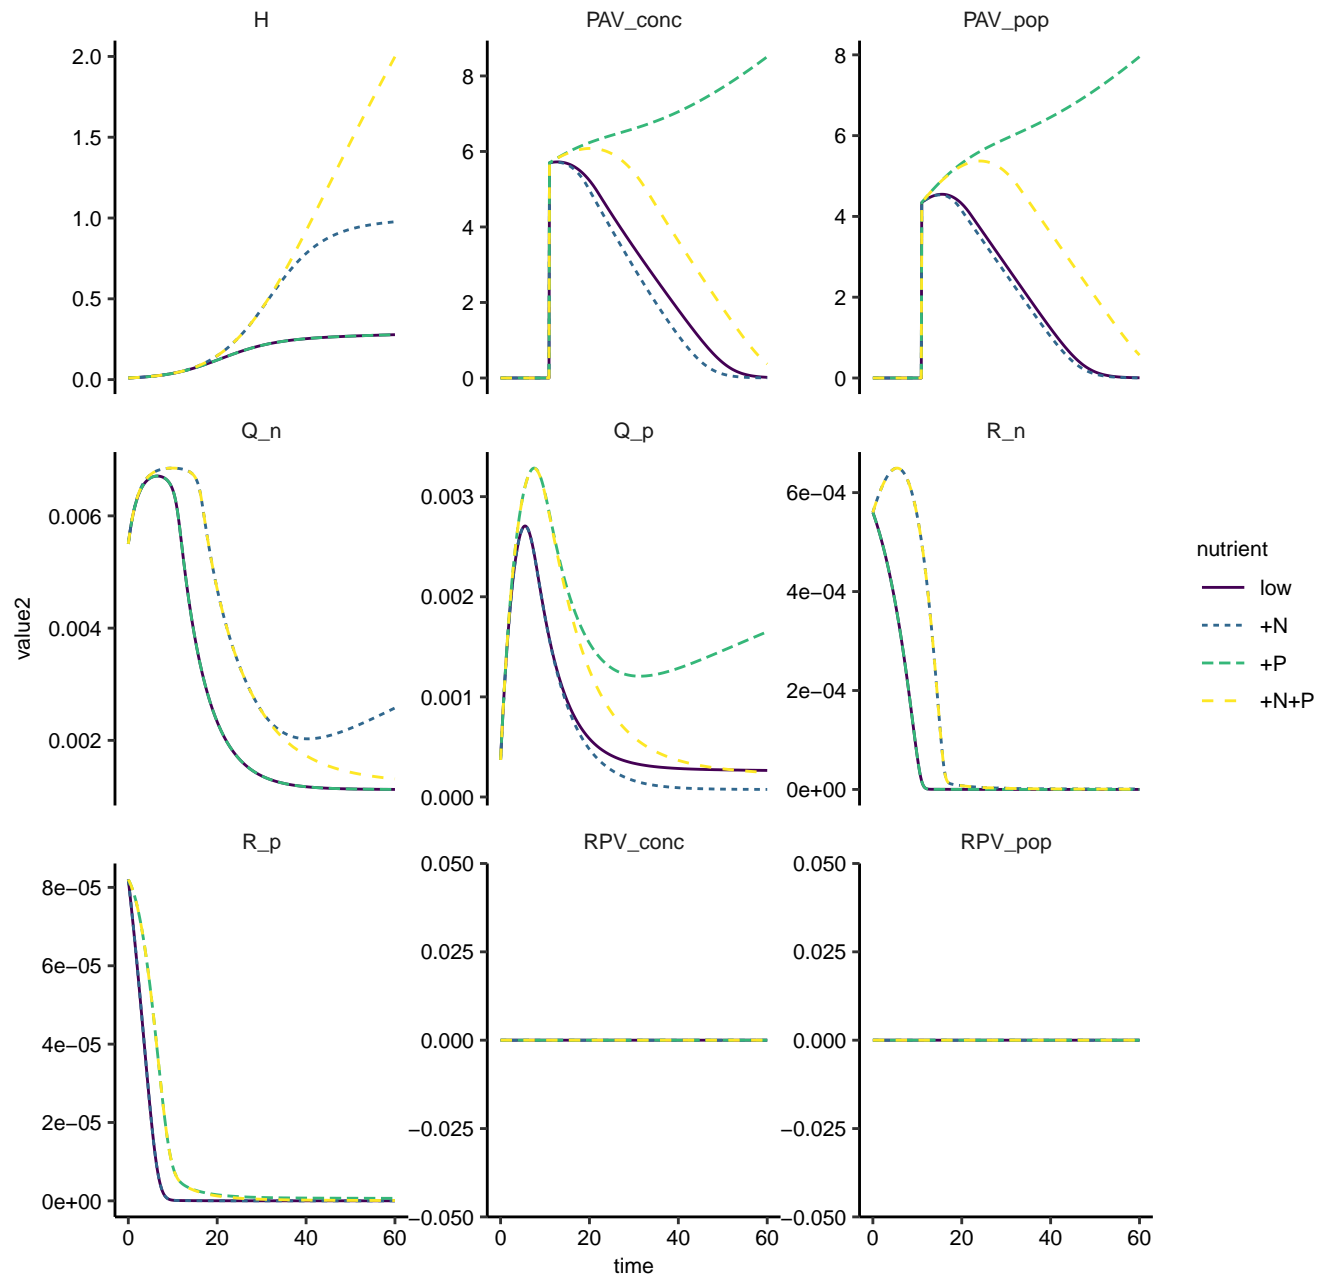 H
PAV_conc
PAV_pop
2.0
1.5
1.0
0.5
0.0
8
6
4
2
0
8
6
4
2
0
Q_n
Q_p
R_n
0.006
0.004
0.002
0.003
0.002
0.001
0.000
6e−04
4e−04
2e−04
0e+00
nutrient
low
+N
+P
+N+P
value2
R_p
RPV_conc
RPV_pop
8e−05
6e−05
4e−05
2e−05
0e+00
0.050
0.025
0.000
−0.025
−0.050
0.050
0.025
0.000
−0.025
−0.050
0 20 40 60
0 20 40 60
0 20 40 60
time